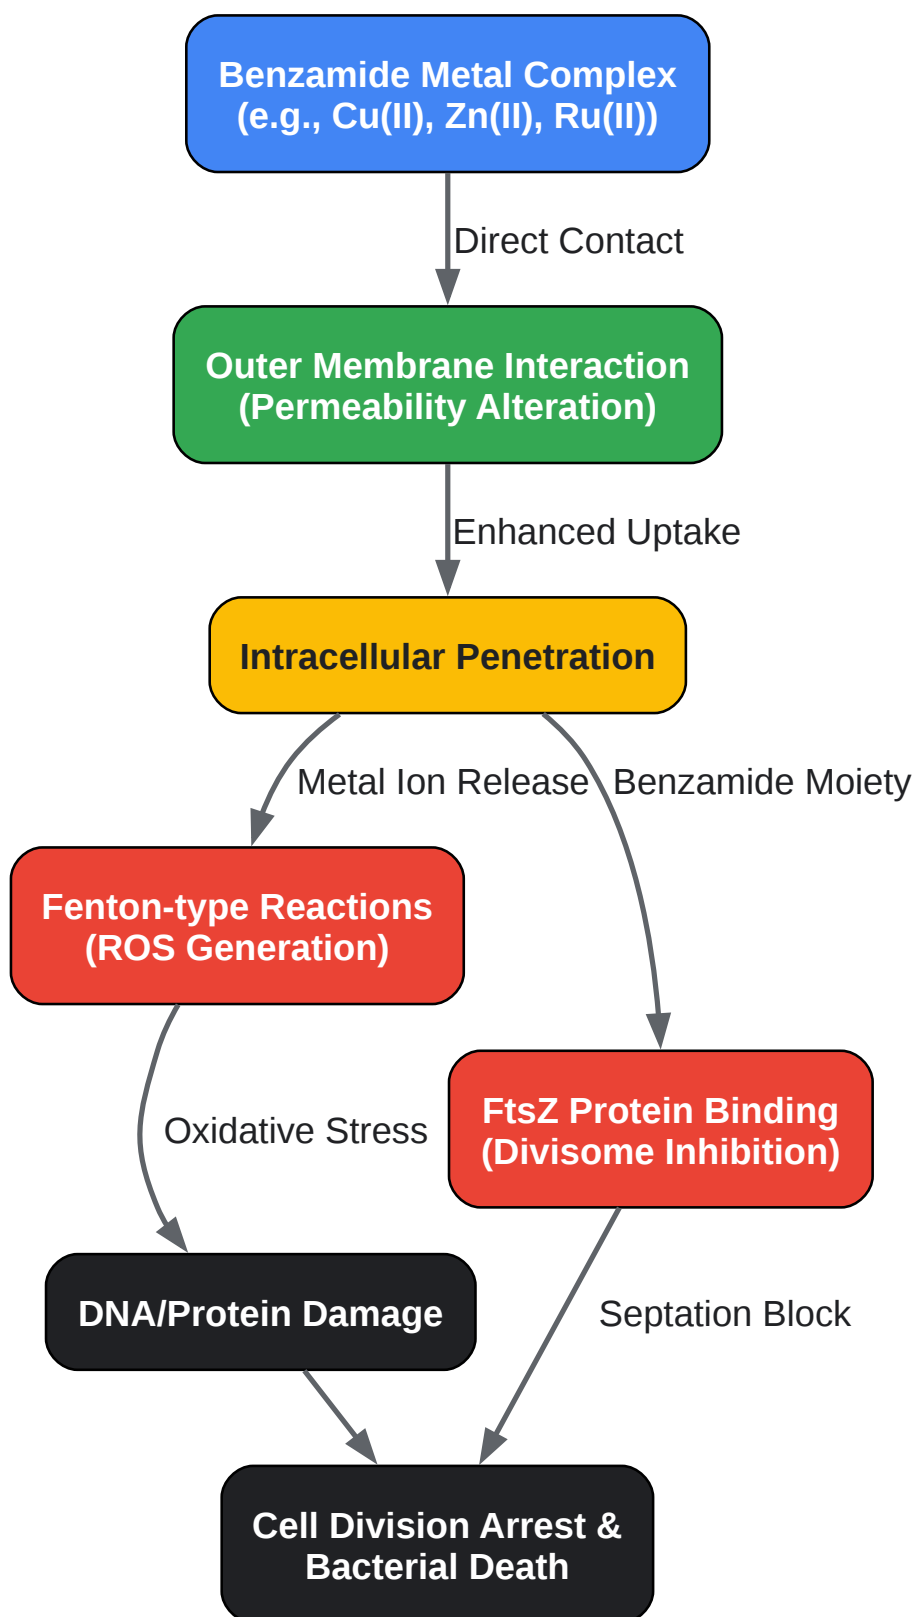 Benzamide Metal Complex
(e.g., Cu(II), Zn(II), Ru(II))
Direct Contact
Outer Membrane Interaction
(Permeability Alteration)
Enhanced Uptake
Intracellular Penetration
Metal Ion Release
Benzamide Moiety
Fenton-type Reactions
(ROS Generation)
FtsZ Protein Binding
(Divisome Inhibition)
Oxidative Stress
DNA/Protein Damage
Septation Block
Cell Division Arrest &
Bacterial Death